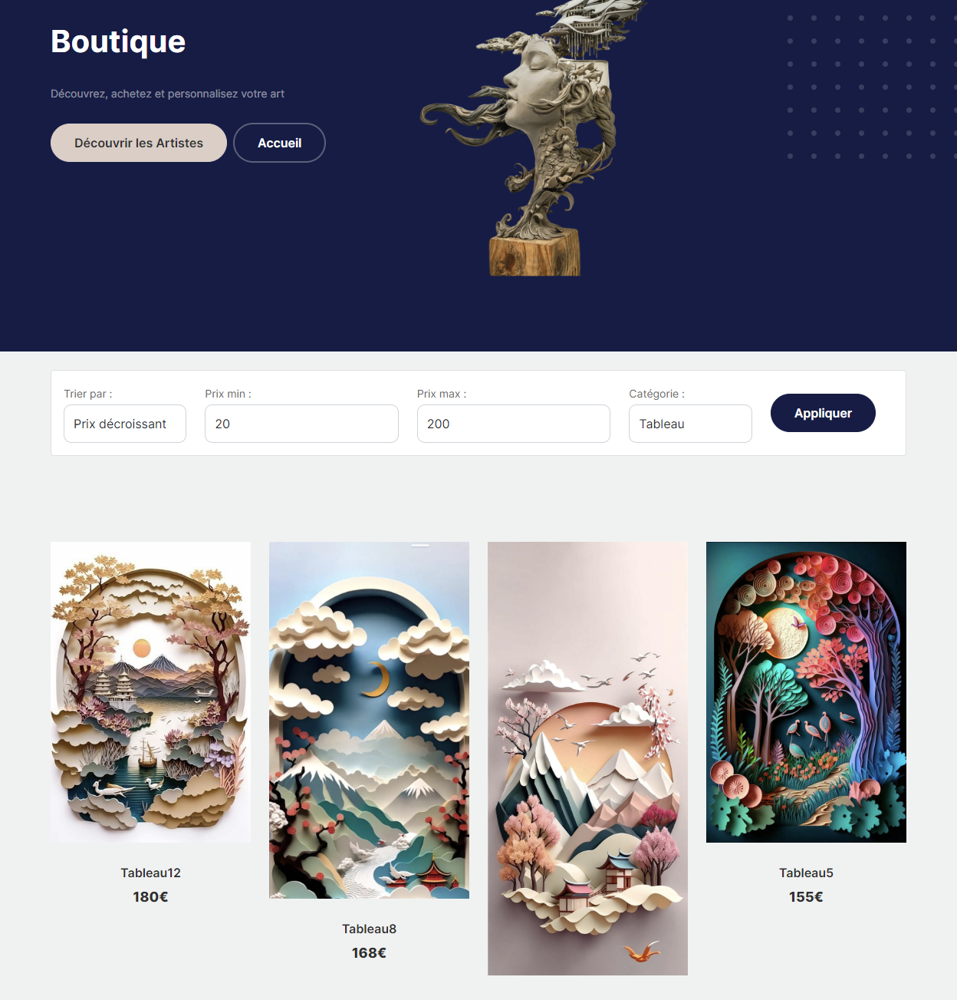 Boutique
Découvrez, achetez et personnalisez votre art
Découvrir les Artistes
Accueil
Trier par :
Prix min :
Prix max :
Catégorie :
Prix décroissant
20
200
Tableau
Appliquer
Tableau12
180€
Tableau8
168€
Tableau5
155€